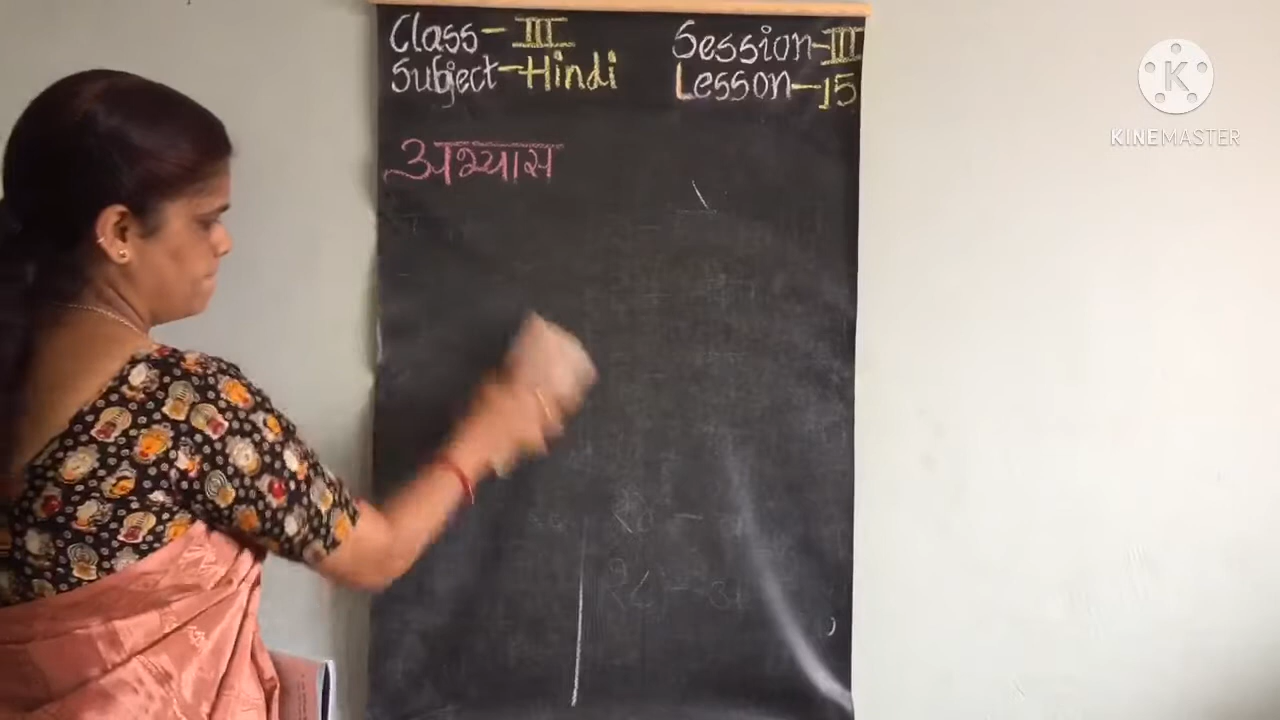 Class - III
Session - III
Subject - Hindi
Lesson - 15
अभ्यास
K
KINEMASTER